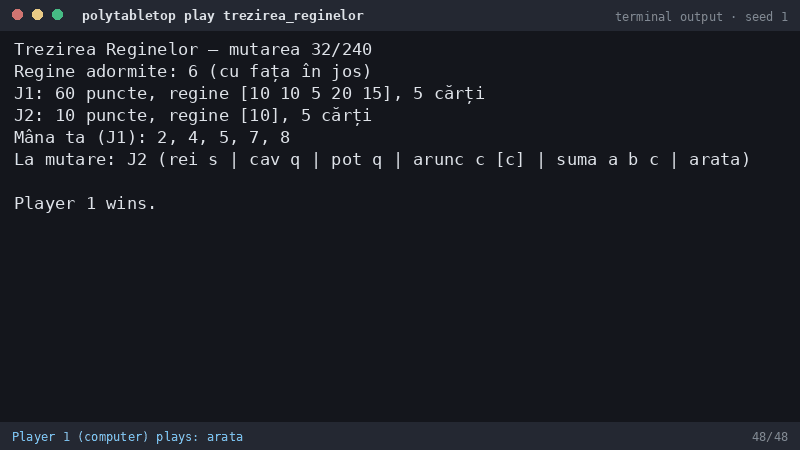 polytabletop play trezirea_reginelor
terminal output · seed 1
Trezirea Reginelor — mutarea 32/240
Regine adormite: 6 (cu fața în jos)
J1: 60 puncte, regine [10 10 5 20 15], 5 cărți
J2: 10 puncte, regine [10], 5 cărți
Mâna ta (J1): 2, 4, 5, 7, 8
La mutare: J2 (rei s | cav q | pot q | arunc c [c] | suma a b c | arata)
Player 1 wins.
Player 1 (computer) plays: arata
48/48